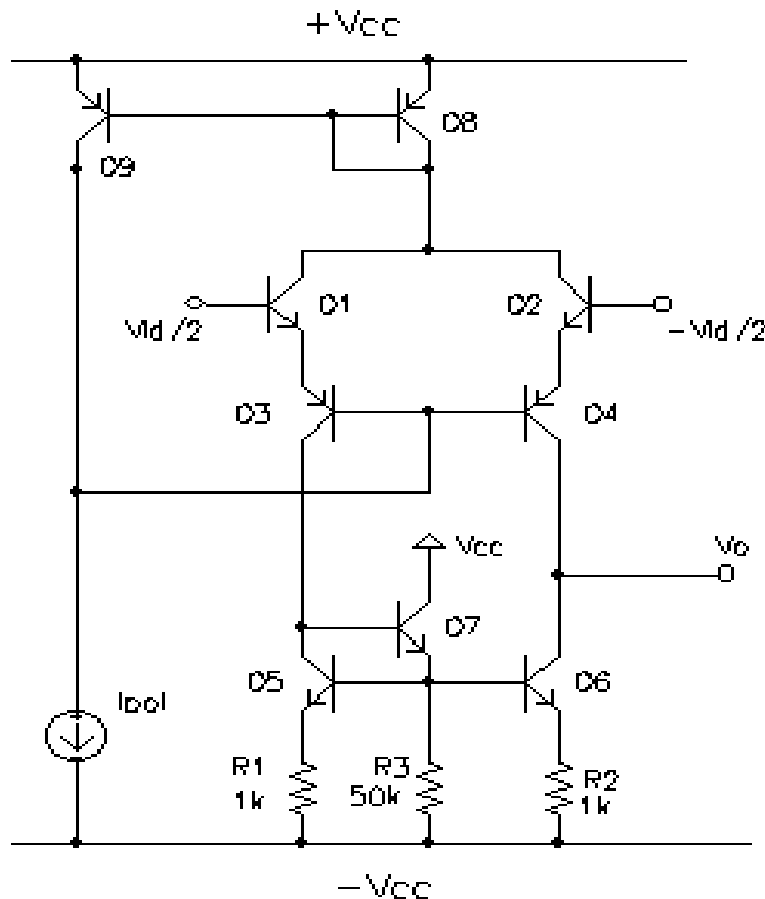 +Vcc
Q8
Q9
Q1
Q2
Vid/2
-Vid/2
Q3
Q4
Vcc
Vo
Q7
Q5
Q6
Ipol
R1
1k
R3
50k
R2
1k
-Vcc